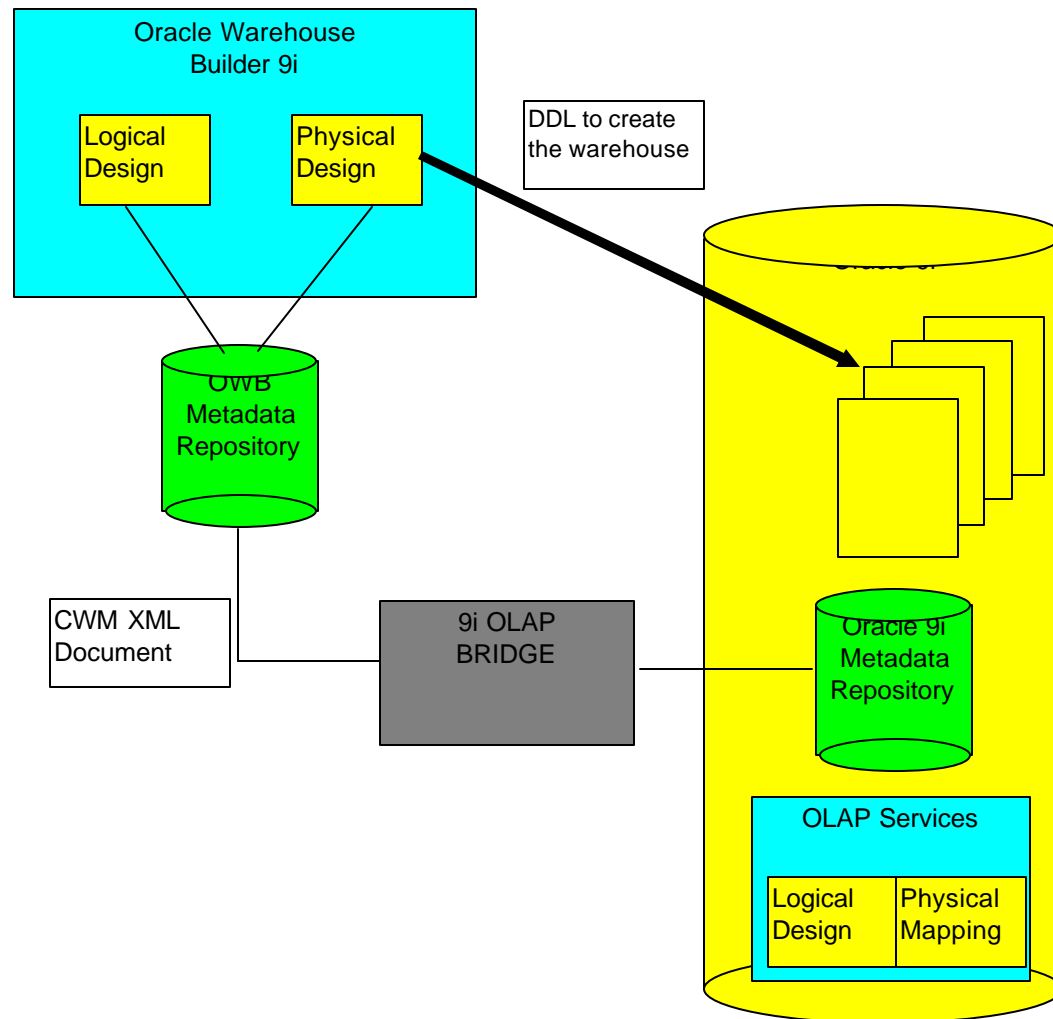 Oracle Warehouse
Builder 9i
Logical
Design
Physical
Design
DDL to create
the warehouse
OWB
Metadata
Repository
CWM XML
Document
9i OLAP
BRIDGE
Oracle 9i
Metadata
Repository
OLAP Services
Logical
Design
Physical
Mapping